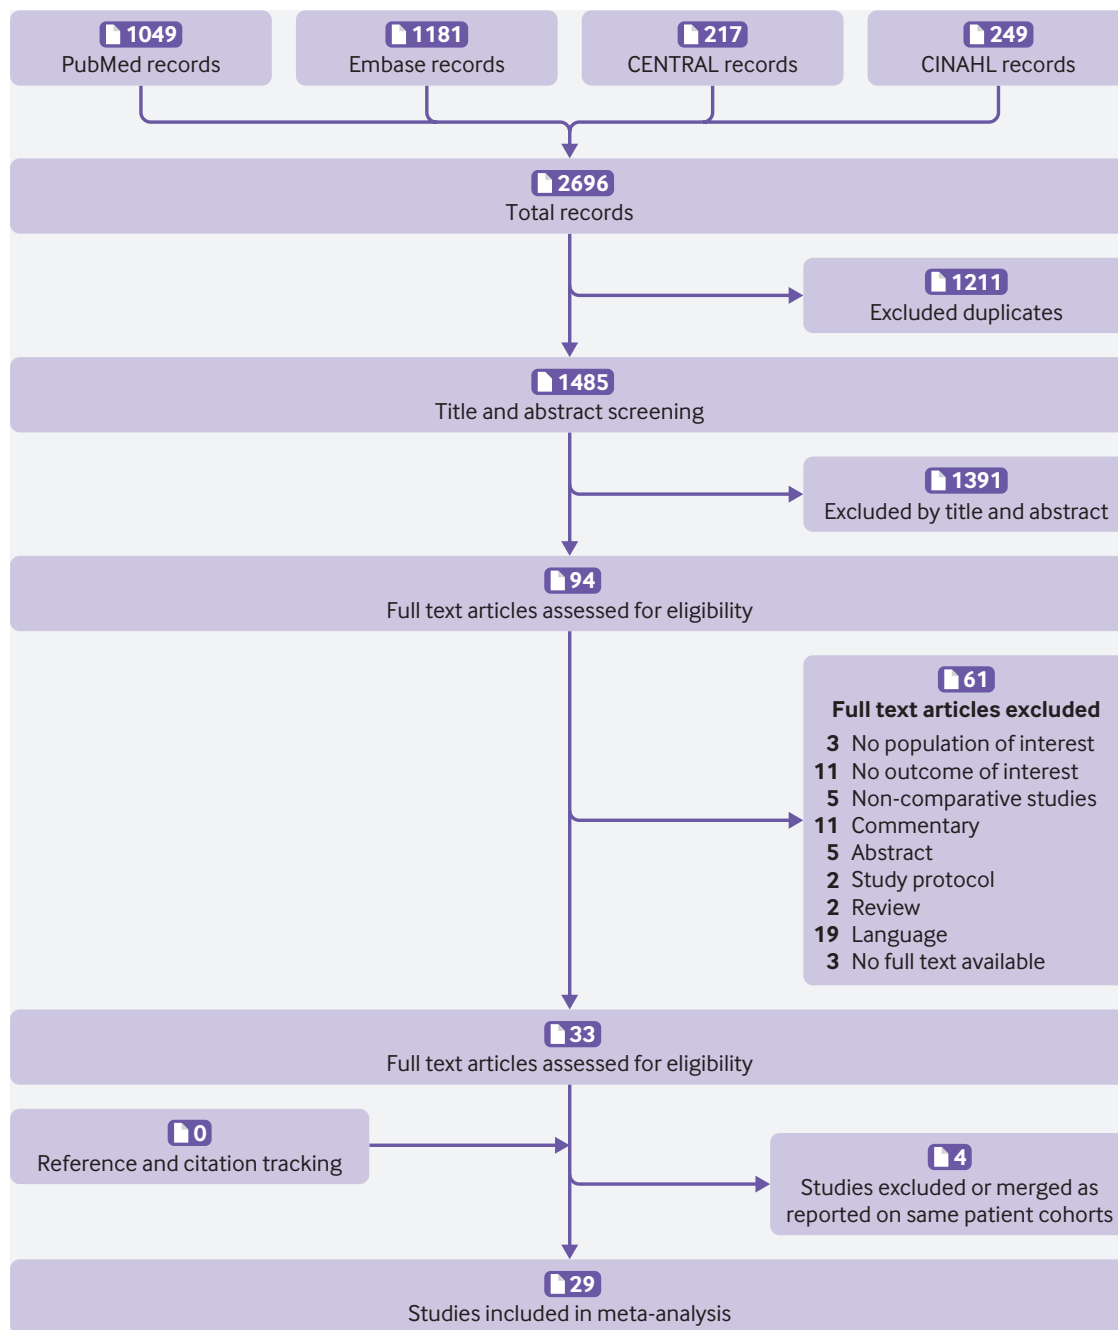 1049
PubMed records
1181
Embase records
217
CENTRAL records
249
CINAHL records
2696
Total records
1211
Excluded duplicates
1485
Title and abstract screening
1391
Excluded by title and abstract
94
Full text articles assessed for eligibility
61
Full text articles excluded
3 No population of interest
11 No outcome of interest
5 Non-comparative studies
11 Commentary
5 Abstract
2 Study protocol
2 Review
19 Language
3 No full text available
33
Full text articles assessed for eligibility
0
Reference and citation tracking
4
Studies excluded or merged as
reported on same patient cohorts
29
Studies included in meta-analysis